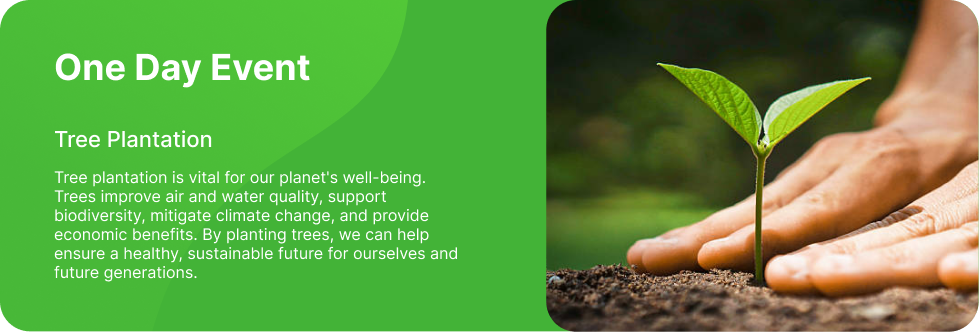 One Day Event
Tree Plantation
Tree plantation is vital for our planet's well-being.
Trees improve air and water quality, support
biodiversity, mitigate climate change, and provide
economic benefits. By planting trees, we can help
ensure a healthy, sustainable future for ourselves and
future generations.